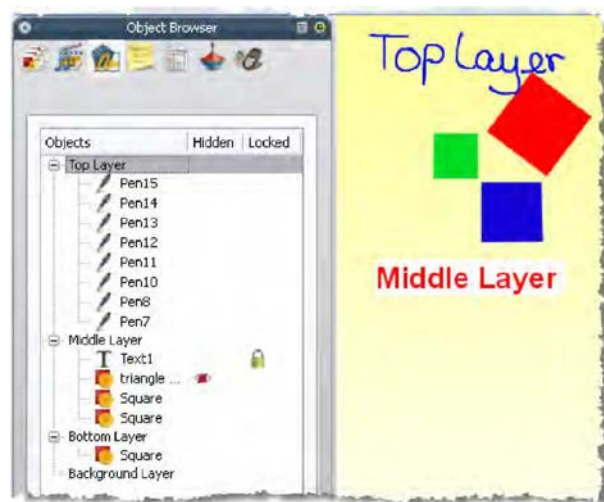 Object Browser
Objects Hidden Locked
Top Layer
Pen15
Pen14
Pen13
Pen12
Pen11
Pen10
Pen8
Pen7
Middle Layer
Text1
triangle ...
Square
Square
Bottom Layer
Square
Background Layer
Top Layer
Middle Layer